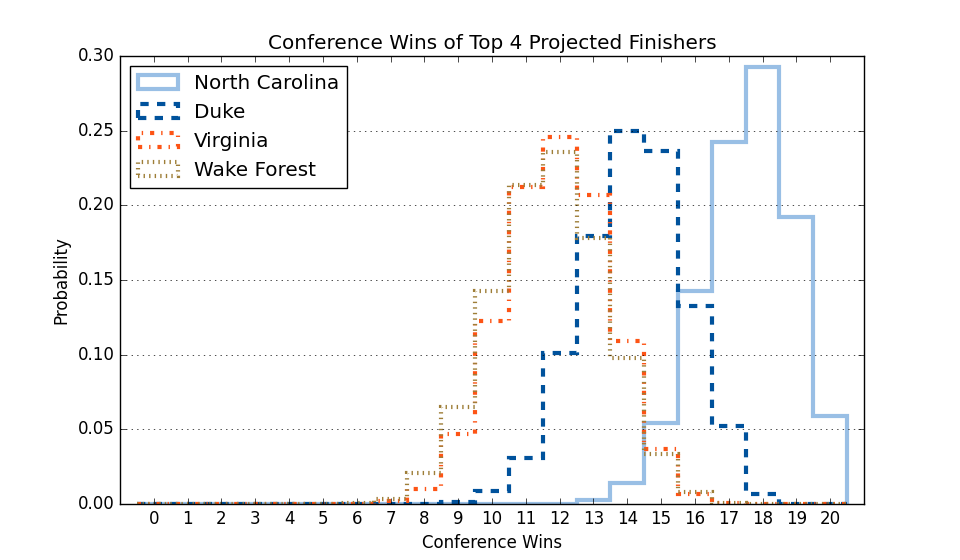 Conference Wins of Top 4 Projected Finishers
0.30
0.25
0.20
0.15
0.10
0.05
0.00
Probability
North Carolina
Duke
Virginia
Wake Forest
0 1 2 3 4 5 6 7 8 9 10 11 12 13 14 15 16 17 18 19 20
Conference Wins